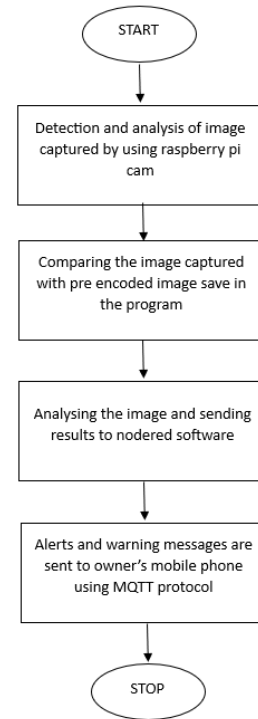 START
Detection and analysis of image
captured by using raspberry pi
cam
Comparing the image captured
with pre encoded image save in
the program
Analysing the image and sending
results to nodered software
Alerts and warning messages are
sent to owner's mobile phone
using MQTT protocol
STOP